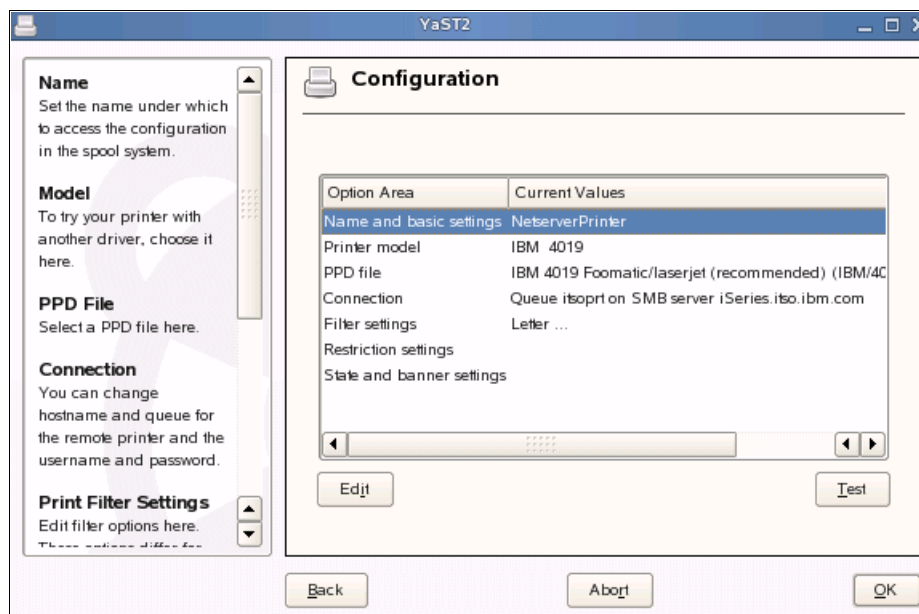 YaST2
Name
Set the name under which
to access the configuration
in the spool system.
Model
To try your printer with
another driver, choose it
here.
PPD File
Select a PPD file here.
Connection
You can change
hostname and queue for
the remote printer and the
username and password.
Print Filter Settings
Edit filter options here.
These options differ for
Configuration
Option Area Current Values
Name and basic settings NetserverPrinter
Printer model IBM 4019
PPD file IBM 4019 Foomatic/laserjet (recommended) (IBM/40
Connection Queue itsoprt on SMB server iSeries.itso.ibm.com
Filter settings Letter ...
Restriction settings
State and banner settings
Edit Test
Back Abort OK